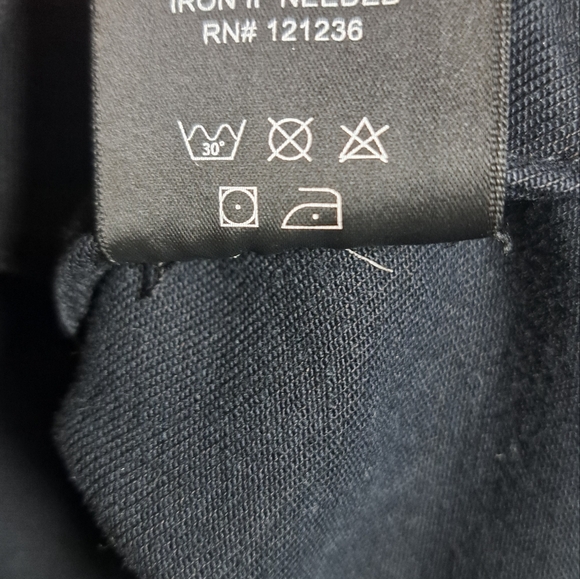 IRON IF NEEDED
RN# 121236
30°